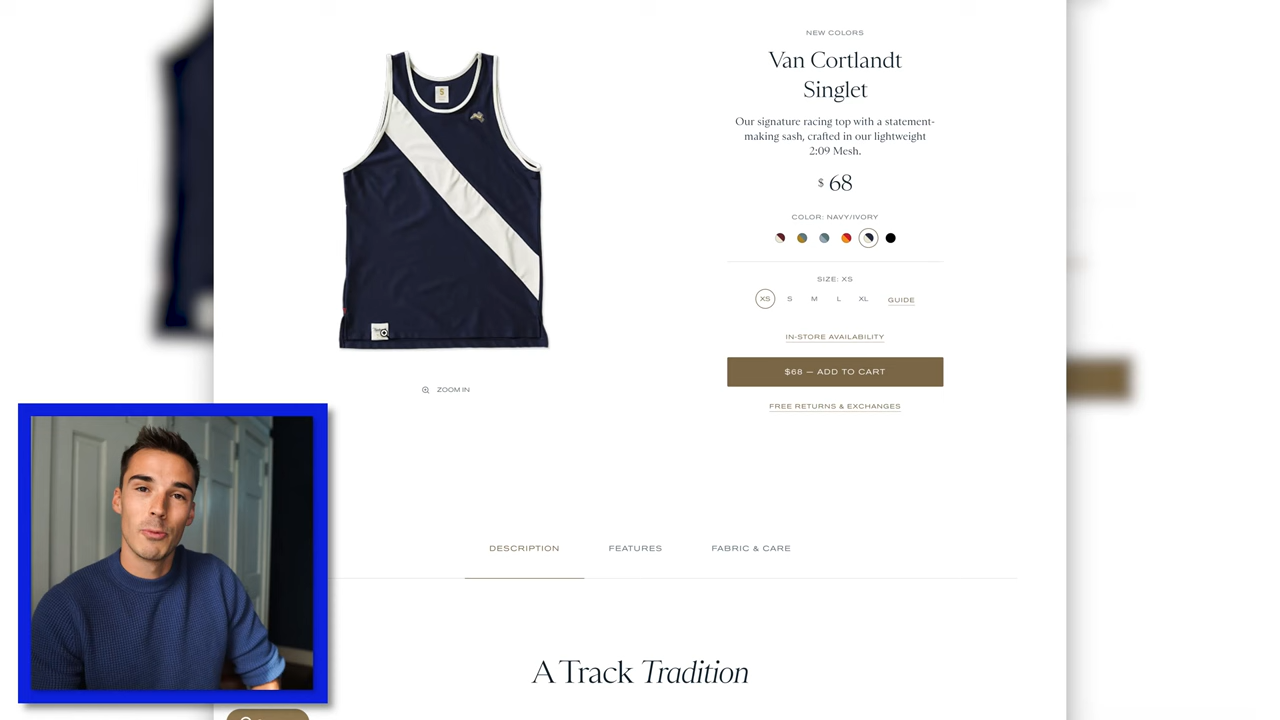 NEW COLORS
Van Cortlandt
Singlet
Our signature racing top with a statement-
making sash, crafted in our lightweight
2:09 Mesh.
$ 68
COLOR: NAVY/IVORY
SIZE: XS
XS S M L XL GUIDE
IN-STORE AVAILABILITY
$68 — ADD TO CART
FREE RETURNS & EXCHANGES
ZOOM IN
DESCRIPTION FEATURES FABRIC & CARE
A Track Tradition